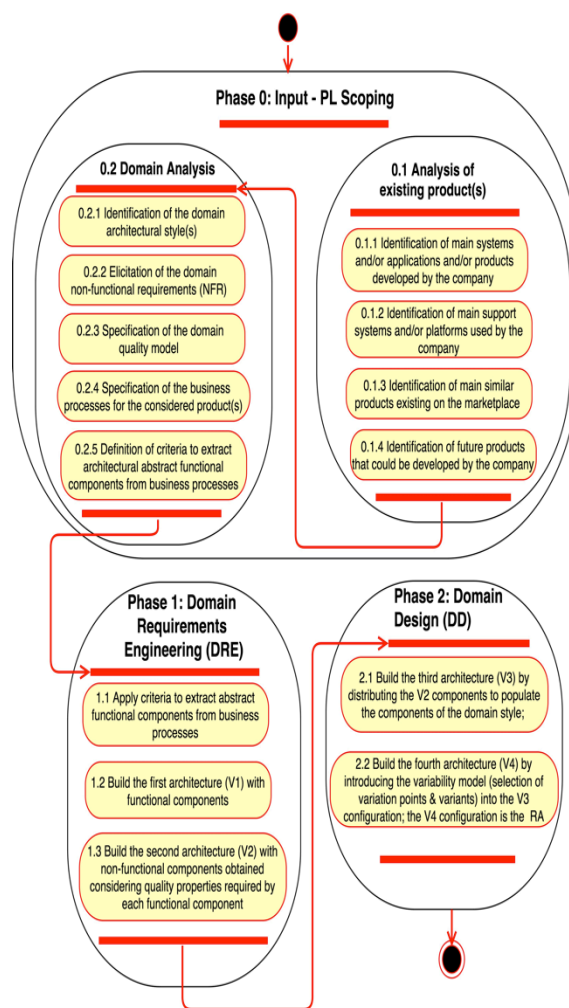 Phase 0: Input - PL Scoping
0.2 Domain Analysis
0.2.1 Identification of the domain
architectural style(s)
0.2.2 Elicitation of the domain
non-functional requirements (NFR)
0.2.3 Specification of the domain
quality model
0.2.4 Specification of the business
processes for the considered product(s)
0.2.5 Definition of criteria to extract
architectural abstract functional
components from business processes
0.1 Analysis of
existing product(s)
0.1.1 Identification of main systems
and/or applications and/or products
developed by the company
0.1.2 Identification of main support
systems and/or platforms used by the
company
0.1.3 Identification of main similar
products existing on the marketplace
0.1.4 Identification of future products
that could be developed by the company
Phase 1: Domain
Requirements
Engineering (DRE)
1.1 Apply criteria to extract abstract
functional components from business
processes
1.2 Build the first architecture (V1) with
functional components
1.3 Build the second architecture (V2) with
non-functional components obtained
considering quality properties required by
each functional component
Phase 2: Domain
Design (DD)
2.1 Build the third architecture (V3) by
distributing the V2 components to populate
the components of the domain style;
2.2 Build the fourth architecture (V4) by
introducing the variability model (selection
of variation points & variants) into the V3
configuration; the V4 configuration is the RA